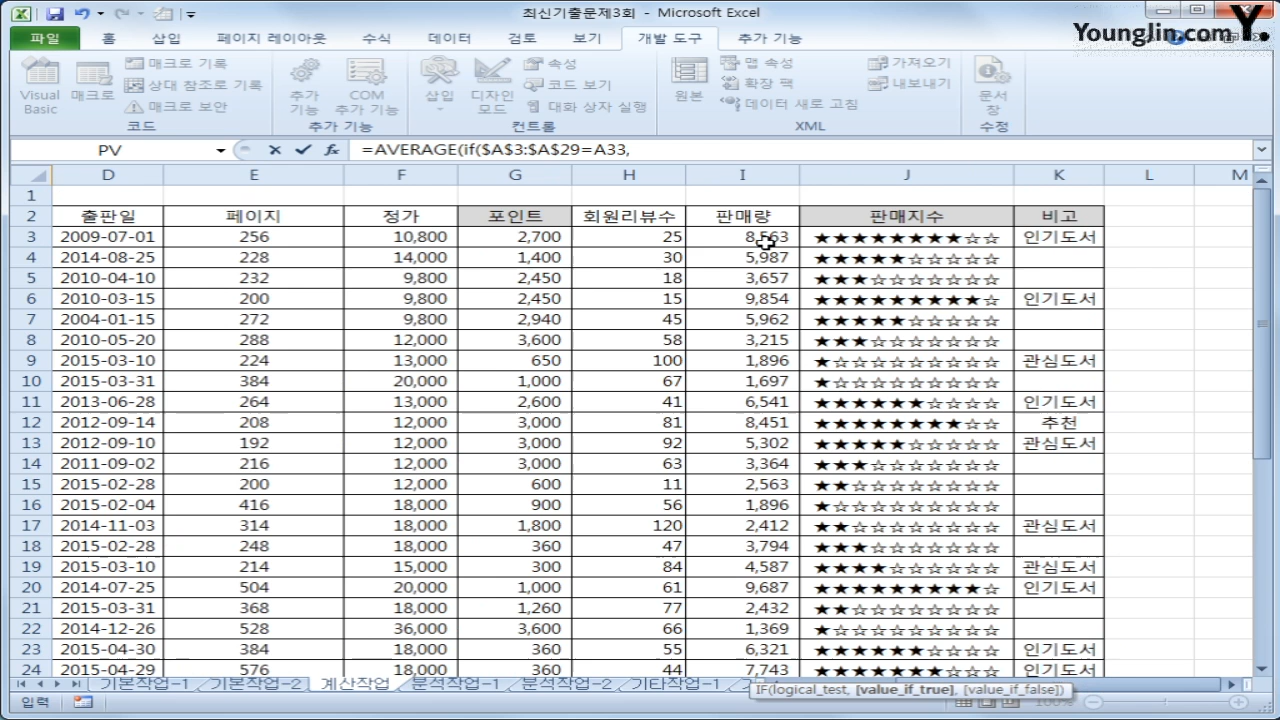 최신기출문제3회 - Microsoft Excel
Younglin.com Y.
파일 홈 삽입 페이지 레이아웃 수식 데이터 검토 보기 개발 도구 추가 기능
Visual Basic 매크로 매크로 기록 상대 참조로 기록 매크로 보안 추가 기능 COM 추가 기능 삽입 디자인 모드 속성 코드 보기 대화 상자 실행 원본 맵 속성 확장 팩 데이터 새로 고침 가져오기 내보내기 문서 창
코드 추가 기능 컨트롤 XML 수정
PV =AVERAGE(if($A$3:$A$29=A33,
D E F G H I J K L M
1
2 출판일 페이지 정가 포인트 회원리뷰수 판매량 판매지수 비고
3 2009-07-01 256 10,800 2,700 25 8,563 ★★★★★★★★☆☆ 인기도서
4 2014-08-25 228 14,000 1,400 30 5,987 ★★★★★☆☆☆☆☆
5 2010-04-10 232 9,800 2,450 18 3,657 ★★★☆☆☆☆☆☆☆
6 2010-03-15 200 9,800 2,450 15 9,854 ★★★★★★★★★☆ 인기도서
7 2004-01-15 272 9,800 2,940 45 5,962 ★★★★★☆☆☆☆☆
8 2010-05-20 288 12,000 3,600 58 3,215 ★★★☆☆☆☆☆☆☆
9 2015-03-10 224 13,000 650 100 1,896 ★☆☆☆☆☆☆☆☆☆ 관심도서
10 2015-03-31 384 20,000 1,000 67 1,697 ★☆☆☆☆☆☆☆☆☆
11 2013-06-28 264 13,000 2,600 41 6,541 ★★★★★★☆☆☆☆ 인기도서
12 2012-09-14 208 12,000 3,000 81 8,451 ★★★★★★★★☆☆ 추천
13 2012-09-10 192 12,000 3,000 92 5,302 ★★★★★☆☆☆☆☆ 관심도서
14 2011-09-02 216 12,000 3,000 63 3,364 ★★★☆☆☆☆☆☆☆
15 2015-02-28 200 12,000 600 11 2,563 ★★☆☆☆☆☆☆☆☆
16 2015-02-04 416 18,000 900 56 1,896 ★☆☆☆☆☆☆☆☆☆
17 2014-11-03 314 18,000 1,800 120 2,412 ★★☆☆☆☆☆☆☆☆ 관심도서
18 2015-02-28 248 18,000 360 47 3,794 ★★★☆☆☆☆☆☆☆
19 2015-03-10 214 15,000 300 84 4,587 ★★★★☆☆☆☆☆☆ 관심도서
20 2014-07-25 504 20,000 1,000 61 9,687 ★★★★★★★★★☆ 인기도서
21 2015-03-31 368 18,000 1,260 77 2,432 ★★☆☆☆☆☆☆☆☆
22 2014-12-26 528 36,000 3,600 66 1,369 ★☆☆☆☆☆☆☆☆☆
23 2015-04-30 384 18,000 360 55 6,321 ★★★★★★☆☆☆☆ 인기도서
24 2015-04-29 576 18,000 360 44 7,743 ★★★★★★★☆☆☆ 인기도서
기본작업-1 기본작업-2 계산작업 분석작업-1 분석작업-2 기타작업-1
IF(logical_test, [value_if_true], [value_if_false])
입력 100%